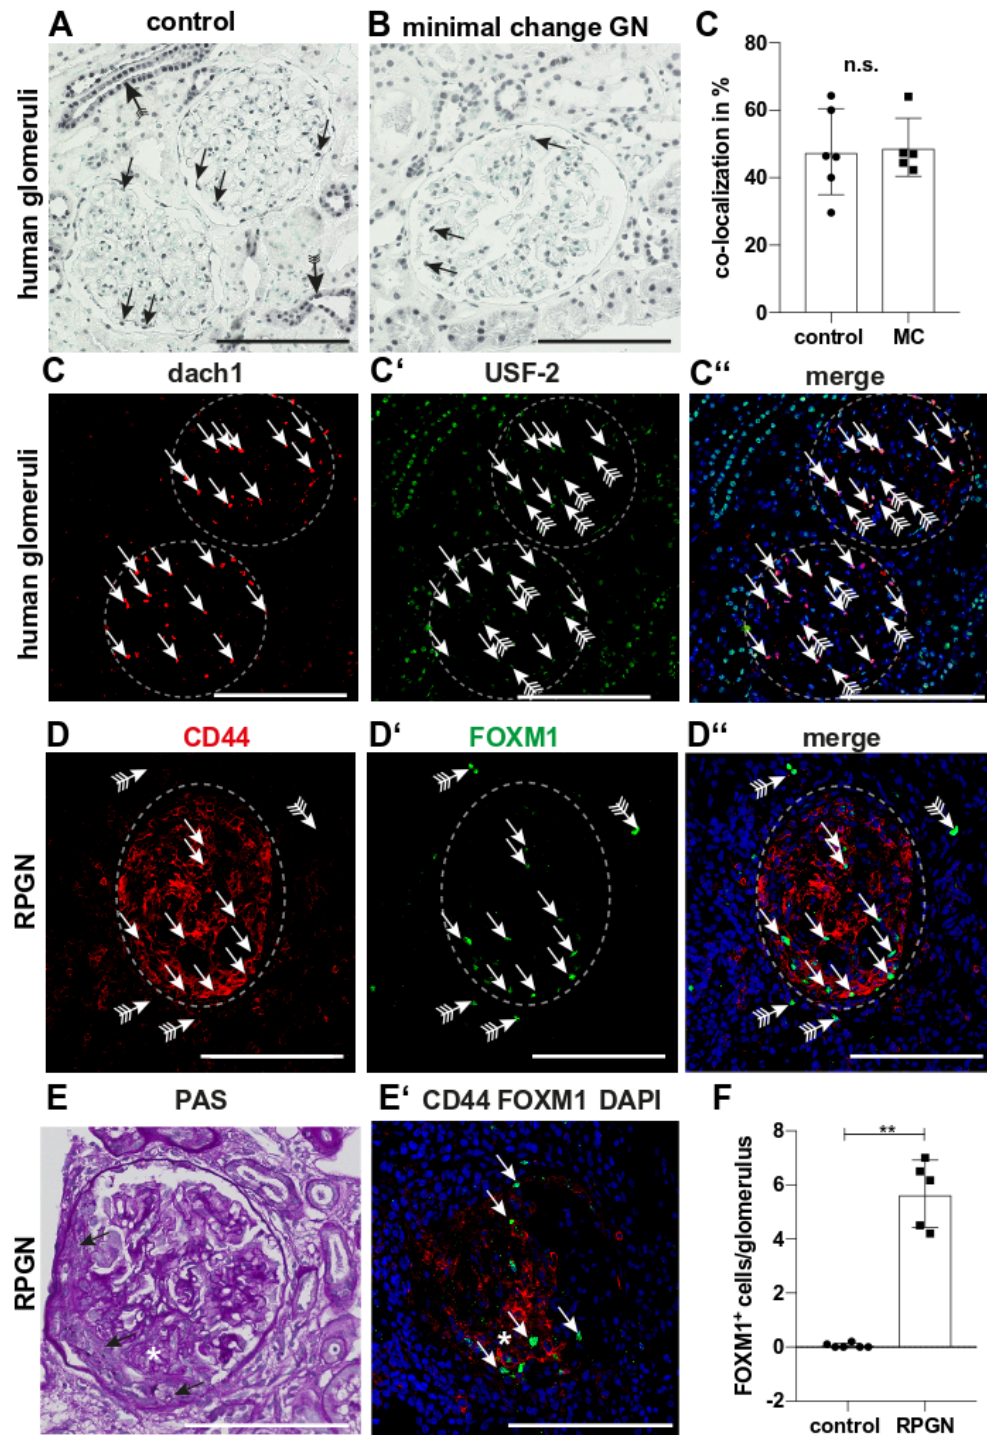 A control
B minimal change GN
C
human glomeruli
co-localization in %
80
60
40
20
0
n.s.
control MC
C dach1
C' USF-2
C'' merge
human glomeruli
D CD44
D' FOXM1
D'' merge
RPGN
E PAS
E' CD44 FOXM1 DAPI
F
RPGN
*
*
FOXM1⁺ cells/glomerulus
8
6
4
2
0
-2
**
control RPGN